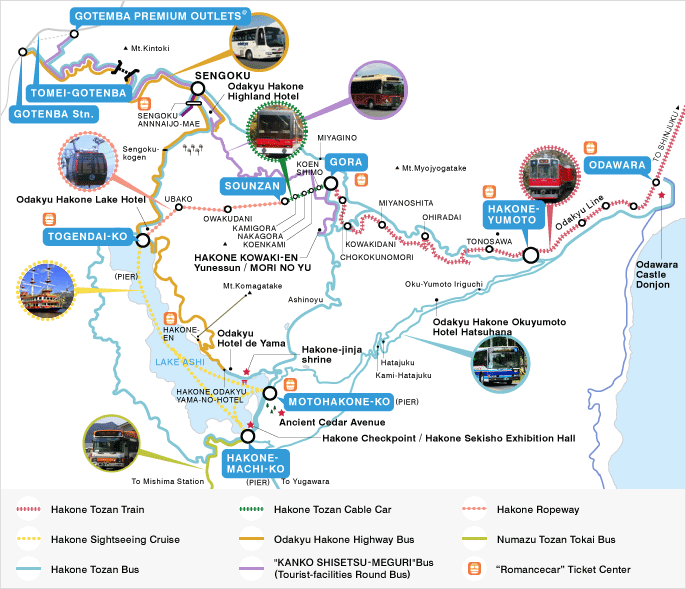 GOTEMBA PREMIUM OUTLETS®
Mt.Kintoki
SENGOKU
TOMEI-GOTENBA
GOTENBA Stn.
Odakyu Hakone
Highland Hotel
SENGOKU
ANNNAIJO-MAE
TO SHINJUKU
Sengoku-
kogen
MIYAGINO
KOEN
SHIMO
GORA
Mt.Myojyogatake
ODAWARA
SOUNZAN
UBAKO
Odakyu Hakone Lake Hotel
OWAKUDANI
KAMIGORA
NAKAGORA
KOENKAMI
MIYANOSHITA
OHIRADAI
HAKONE-
YUMOTO
Odakyu Line
TOGENDAI-KO
TONOSAWA
KOWAKIDANI
CHOKOKUNOMORI
HAKONE KOWAKI-EN
Yunessun / MORI NO YU
Odawara
Castle
Donjon
(PIER)
Mt.Komagatake
Oku-Yumoto Iriguchi
Ashinoyu
HAKONE-
EN
Odakyu
Hotel de Yama
Odakyu Hakone Okuyumoto
Hotel Hatsuhana
LAKE ASHI
Hakone-jinja
shrine
Hatajuku
Kami-Hatajuku
HAKONE ODAKYU
YAMA-NO-HOTEL
MOTOHAKONE-KO
(PIER)
Ancient Cedar Avenue
Hakone Checkpoint / Hakone Sekisho Exhibition Hall
HAKONE-
MACHI-KO
(PIER)
To Mishima Station
To Yugawara
Hakone Tozan Train
Hakone Tozan Cable Car
Hakone Ropeway
Hakone Sightseeing Cruise
Odakyu Hakone Highway Bus
Numazu Tozan Tokai Bus
Hakone Tozan Bus
"KANKO SHISETSU-MEGURI"Bus
(Tourist-facilities Round Bus)
“Romancecar” Ticket Center